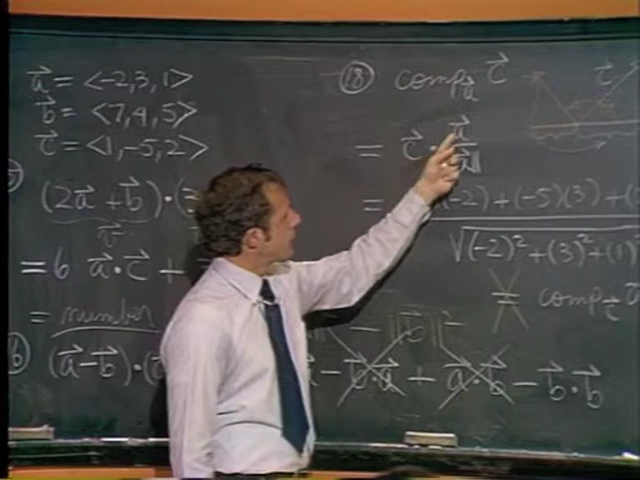 a⃗ = <-2,3,1>
b⃗ = <7,4,5>
c⃗ = <1,-5,2>
(2a⃗ + b⃗)·(3
= 6 a⃗·c⃗ +
= number
(a⃗-b⃗)·(
18 comp_a⃗ c⃗
c⃗
= c⃗ · a⃗
= (-2)+(-5)(3)+(
√(-2)²+(3)²+(1)
= comp_c⃗
- ||b⃗||²
- b⃗·a⃗ + a⃗·b⃗ - b⃗·b⃗